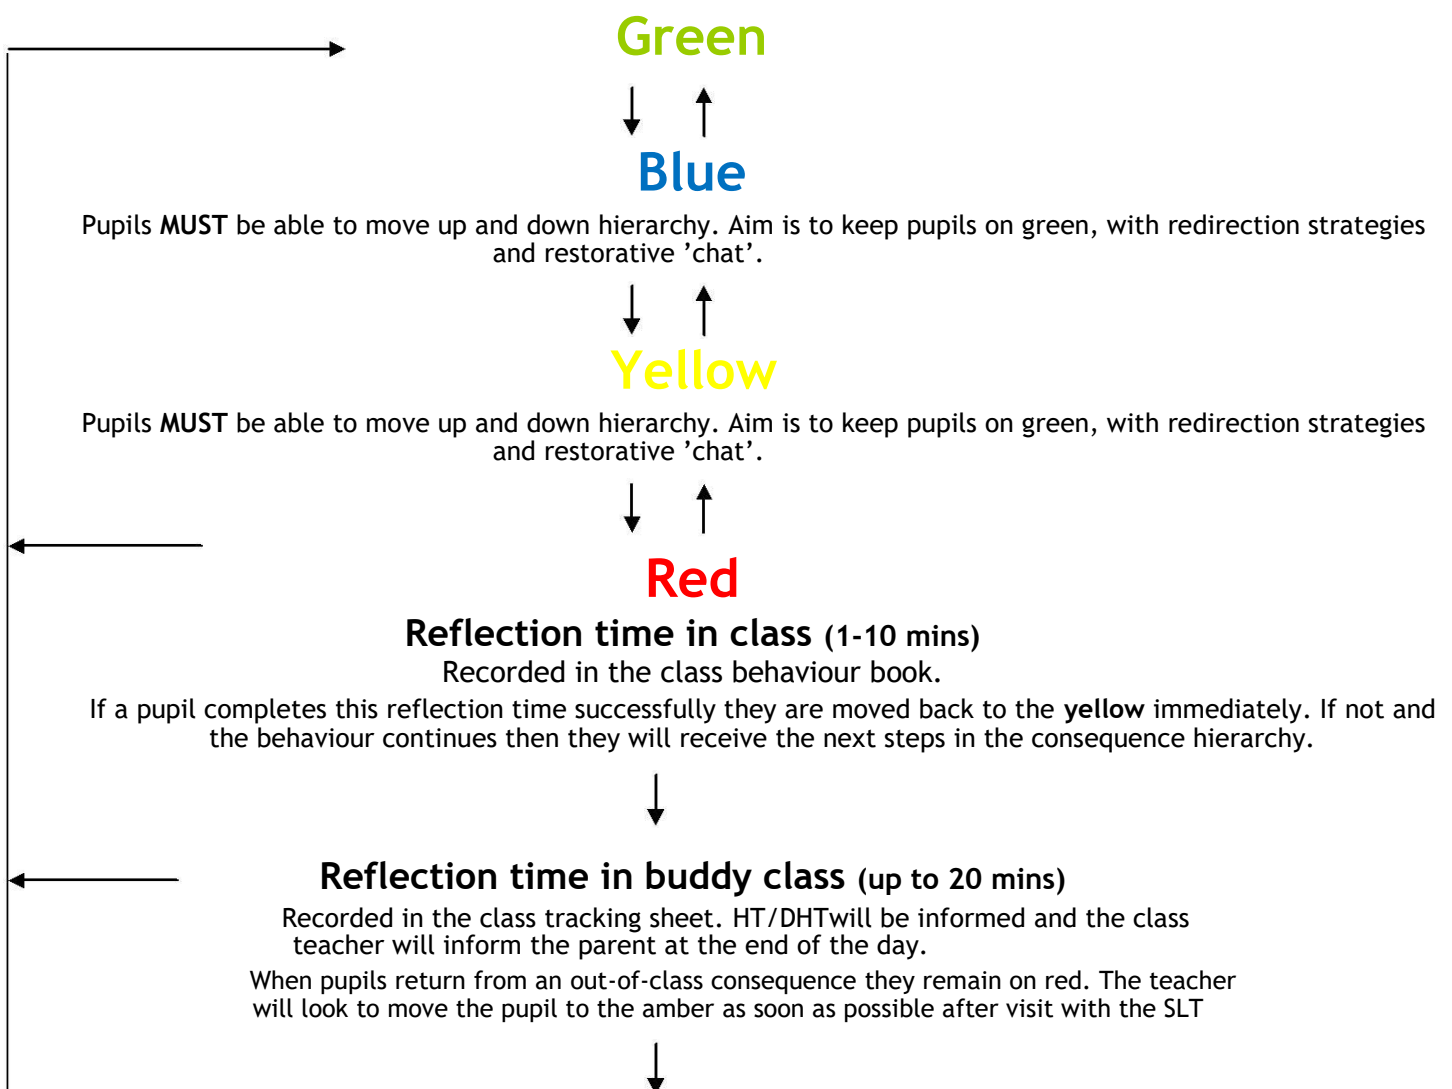 Green
Blue
Pupils MUST be able to move up and down hierarchy. Aim is to keep pupils on green, with redirection strategies
and restorative ’chat’.
Yellow
Pupils MUST be able to move up and down hierarchy. Aim is to keep pupils on green, with redirection strategies
and restorative ’chat’.
Red
Reflection time in class (1-10 mins)
Recorded in the class behaviour book.
If a pupil completes this reflection time successfully they are moved back to the yellow immediately. If not and
the behaviour continues then they will receive the next steps in the consequence hierarchy.
Reflection time in buddy class (up to 20 mins)
Recorded in the class tracking sheet. HT/DHTwill be informed and the class
teacher will inform the parent at the end of the day.
When pupils return from an out-of-class consequence they remain on red. The teacher
will look to move the pupil to the amber as soon as possible after visit with the SLT